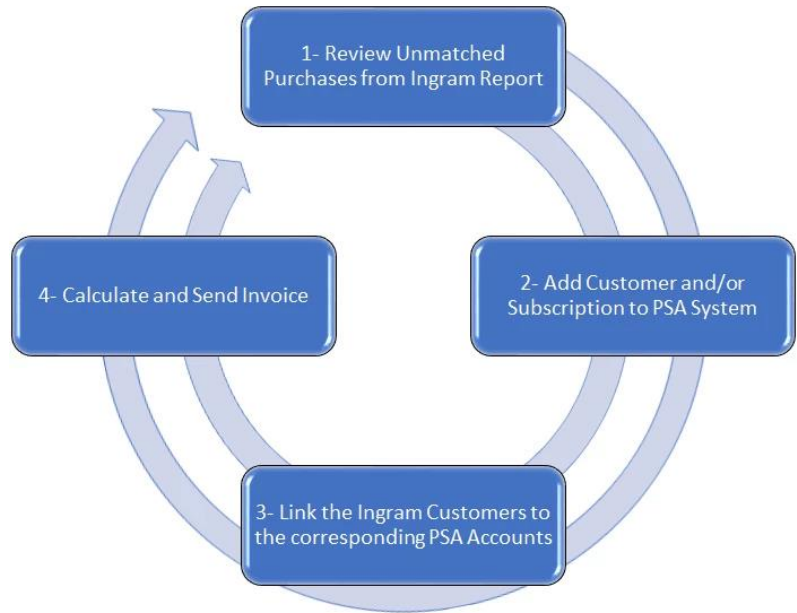 1- Review Unmatched
Purchases from Ingram Report
2- Add Customer and/or
Subscription to PSA System
3- Link the Ingram Customers to
the corresponding PSA Accounts
4- Calculate and Send Invoice